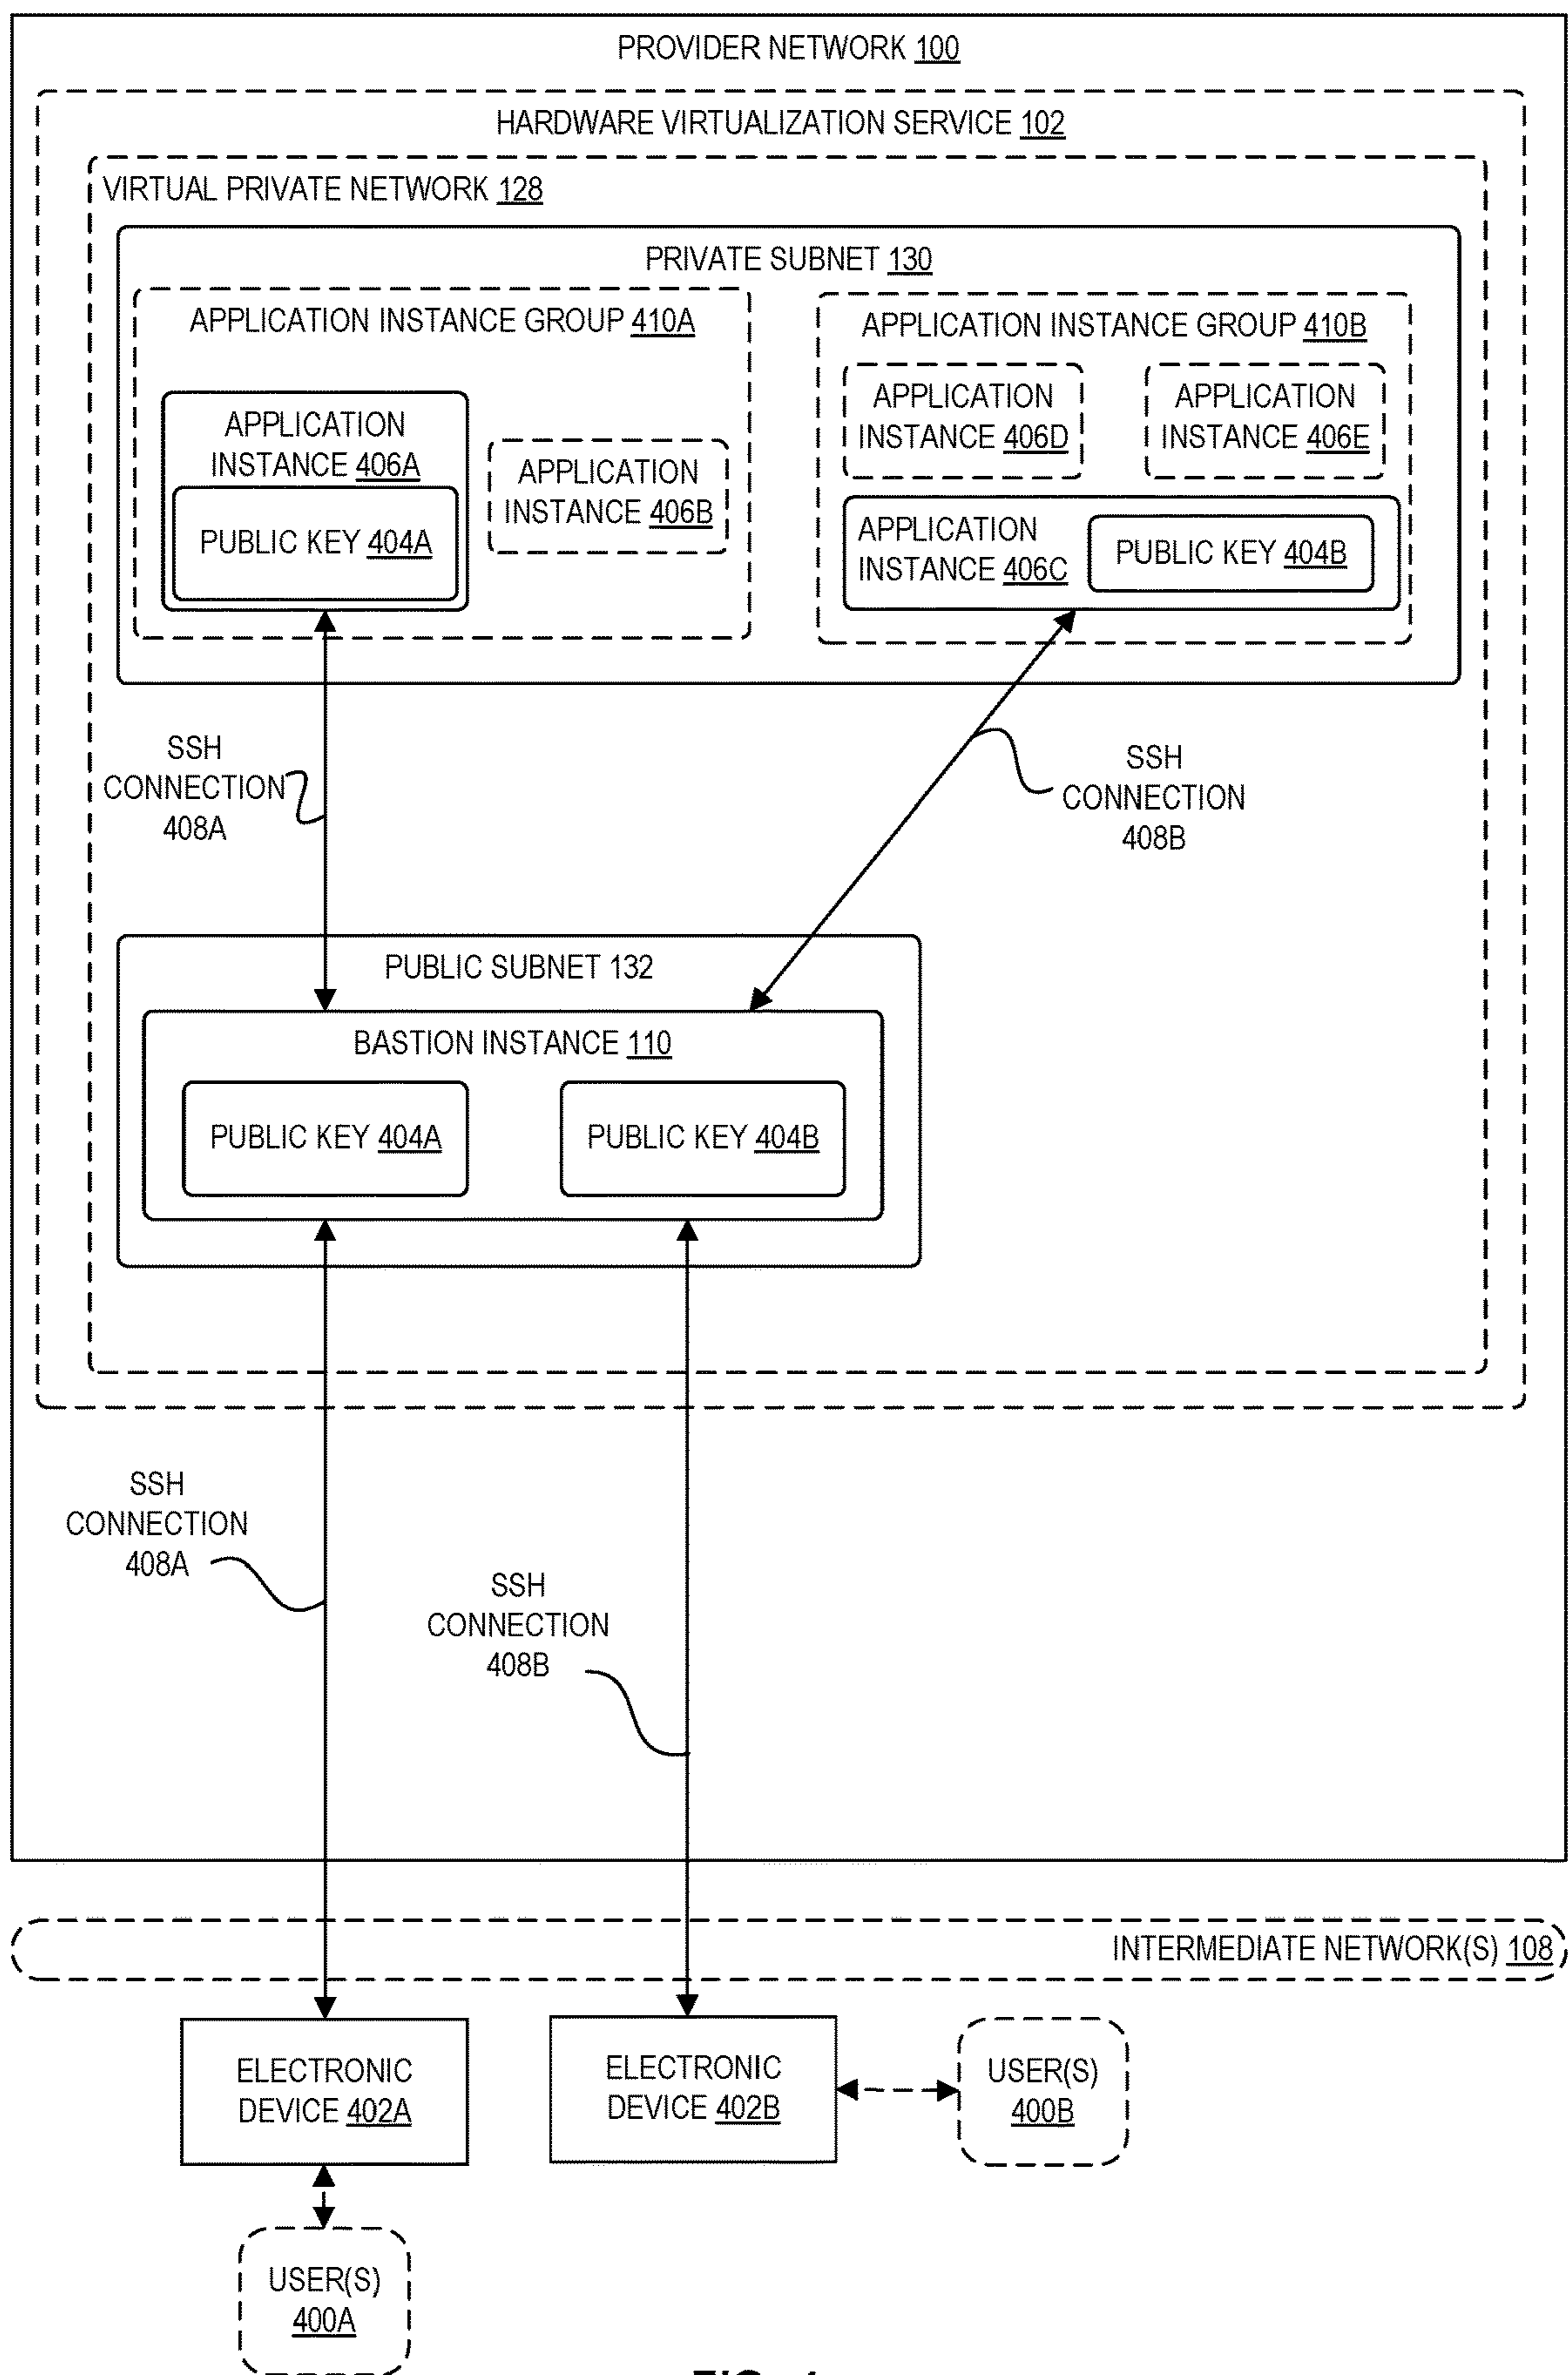 PROVIDER NETWORK 100
HARDWARE VIRTUALIZATION SERVICE 102
VIRTUAL PRIVATE NETWORK 128
PRIVATE SUBNET 130
APPLICATION INSTANCE GROUP 410A
APPLICATION
INSTANCE 406A
PUBLIC KEY 404A
APPLICATION
INSTANCE 406B
APPLICATION INSTANCE GROUP 410B
APPLICATION
INSTANCE 406D
APPLICATION
INSTANCE 406E
APPLICATION
INSTANCE 406C
PUBLIC KEY 404B
SSH
CONNECTION
408A
SSH
CONNECTION
408B
PUBLIC SUBNET 132
BASTION INSTANCE 110
PUBLIC KEY 404A
PUBLIC KEY 404B
SSH
CONNECTION
408A
SSH
CONNECTION
408B
INTERMEDIATE NETWORK(S) 108
ELECTRONIC
DEVICE 402A
ELECTRONIC
DEVICE 402B
USER(S)
400B
USER(S)
400A